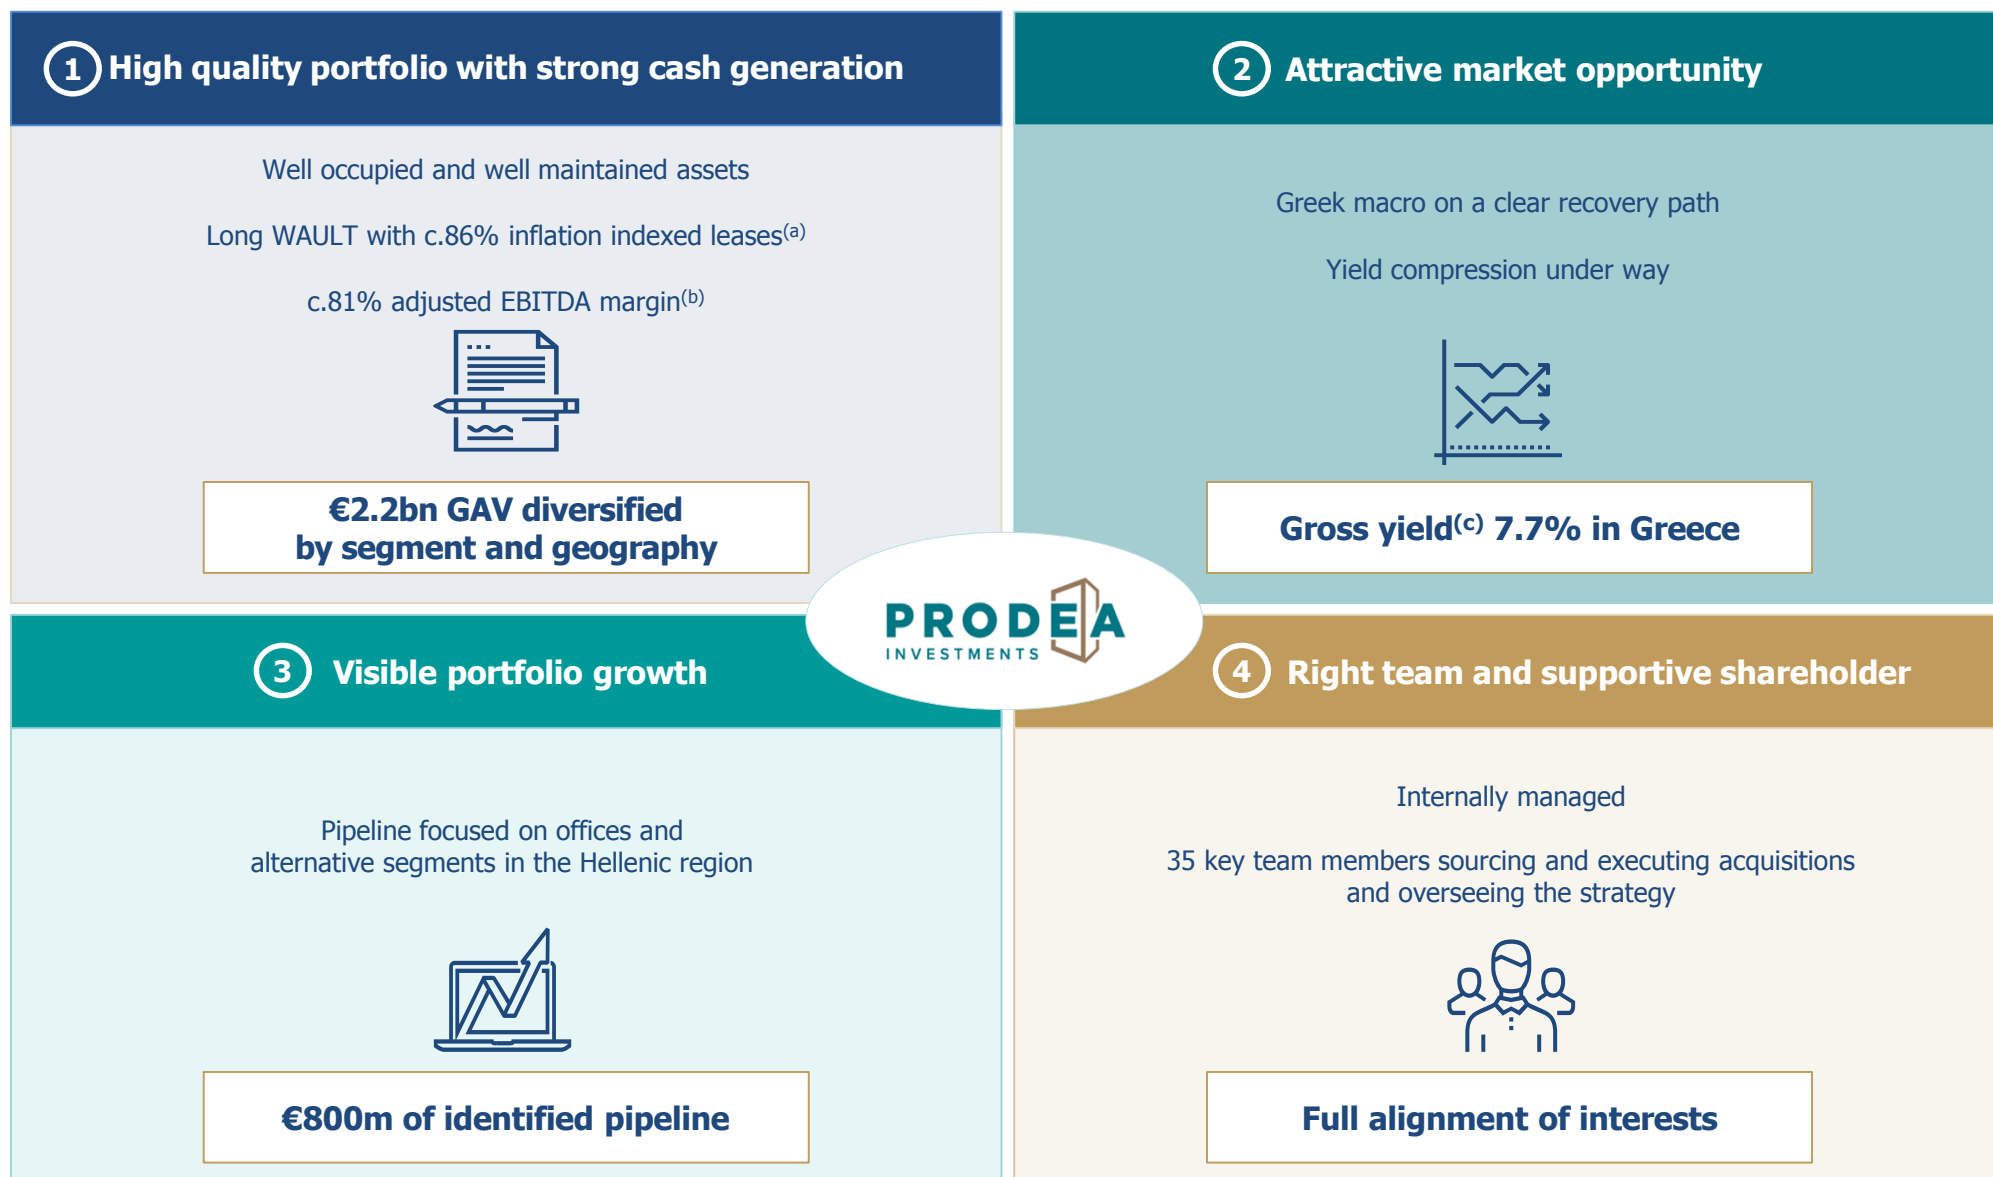 1 High quality portfolio with strong cash generation
Well occupied and well maintained assets
Long WAULT with c.86% inflation indexed leases(a)
c.81% adjusted EBITDA margin(b)
€2.2bn GAV diversified
by segment and geography
2 Attractive market opportunity
Greek macro on a clear recovery path
Yield compression under way
Gross yield(c) 7.7% in Greece
PRODEA
INVESTMENTS
3 Visible portfolio growth
Pipeline focused on offices and
alternative segments in the Hellenic region
€800m of identified pipeline
4 Right team and supportive shareholder
Internally managed
35 key team members sourcing and executing acquisitions
and overseeing the strategy
Full alignment of interests